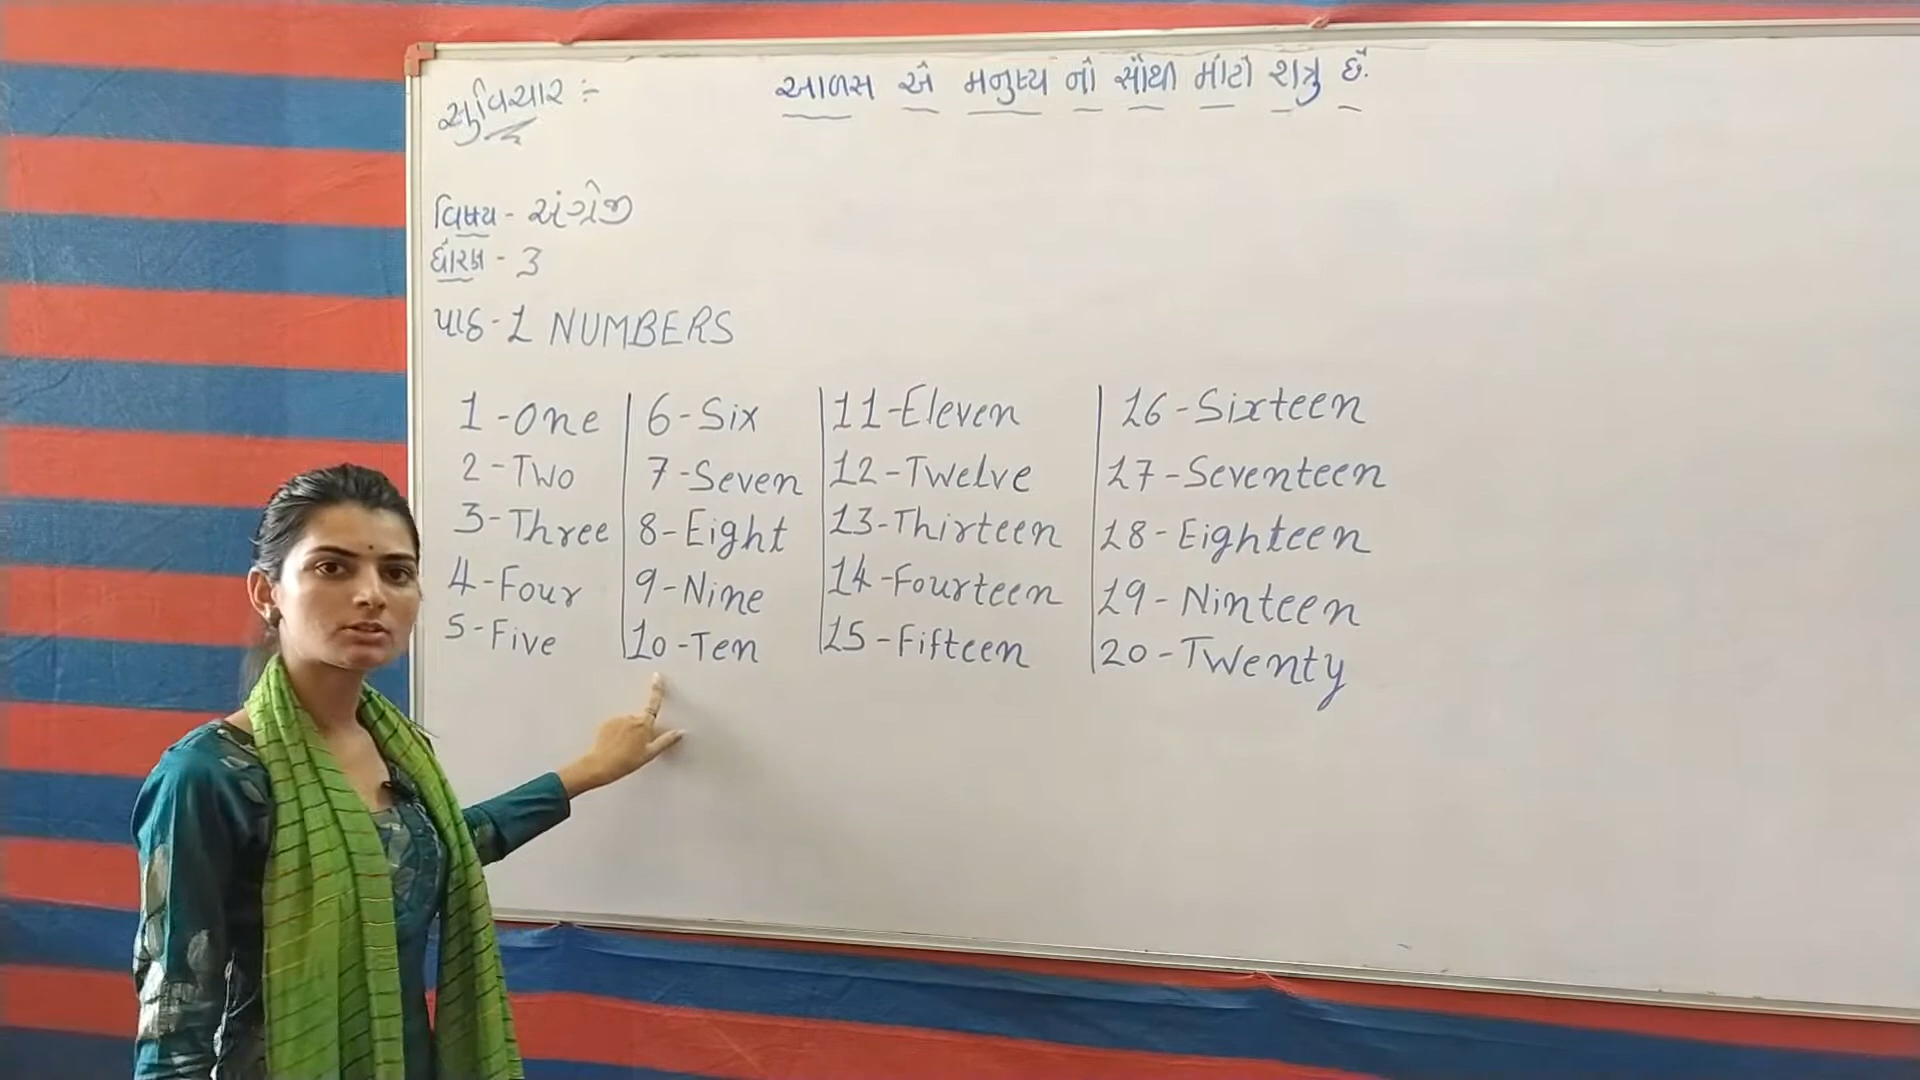 સુવિચાર :-
આળસ એ મનુષ્ય નો સૌથી મોટો શત્રુ છે.
વિષય - અંગ્રેજી
ધોરણ - 3
પાઠ - 1 NUMBERS
1 - One
2 - Two
3 - Three
4 - Four
5 - Five
6 - Six
7 - Seven
8 - Eight
9 - Nine
10 - Ten
11 - Eleven
12 - Twelve
13 - Thirteen
14 - Fourteen
15 - Fifteen
16 - Sixteen
17 - Seventeen
18 - Eighteen
19 - Ninteen
20 - Twenty